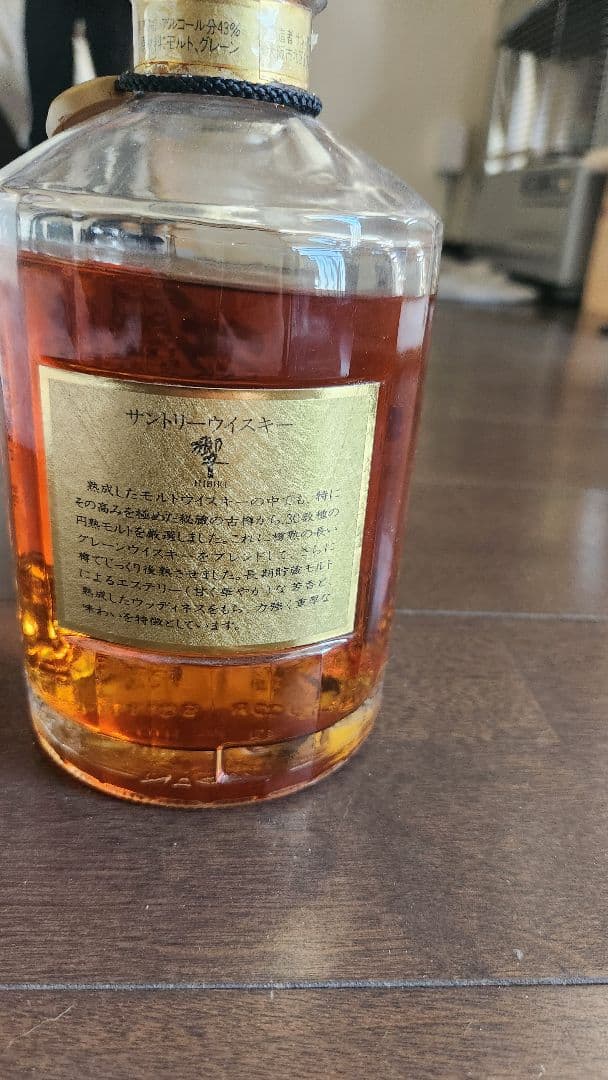 アルコール分43%
モルト、グレーン
サントリーウイスキー
響
HIBIKI
熟成したモルトウイスキーの中でも、特に
その高みを極めた秘蔵の古樽から、30数種の
円熟モルトを厳選しました。これに樽熟の長い
グレーンウイスキーをブレンドして、さらに
樽でじっくり後熟させました。長期貯蔵モルト
によるエステリー(甘く華やか)な芳香と、
熟成したウッディネスをもち、力強く重厚な
味わいを特徴としています。